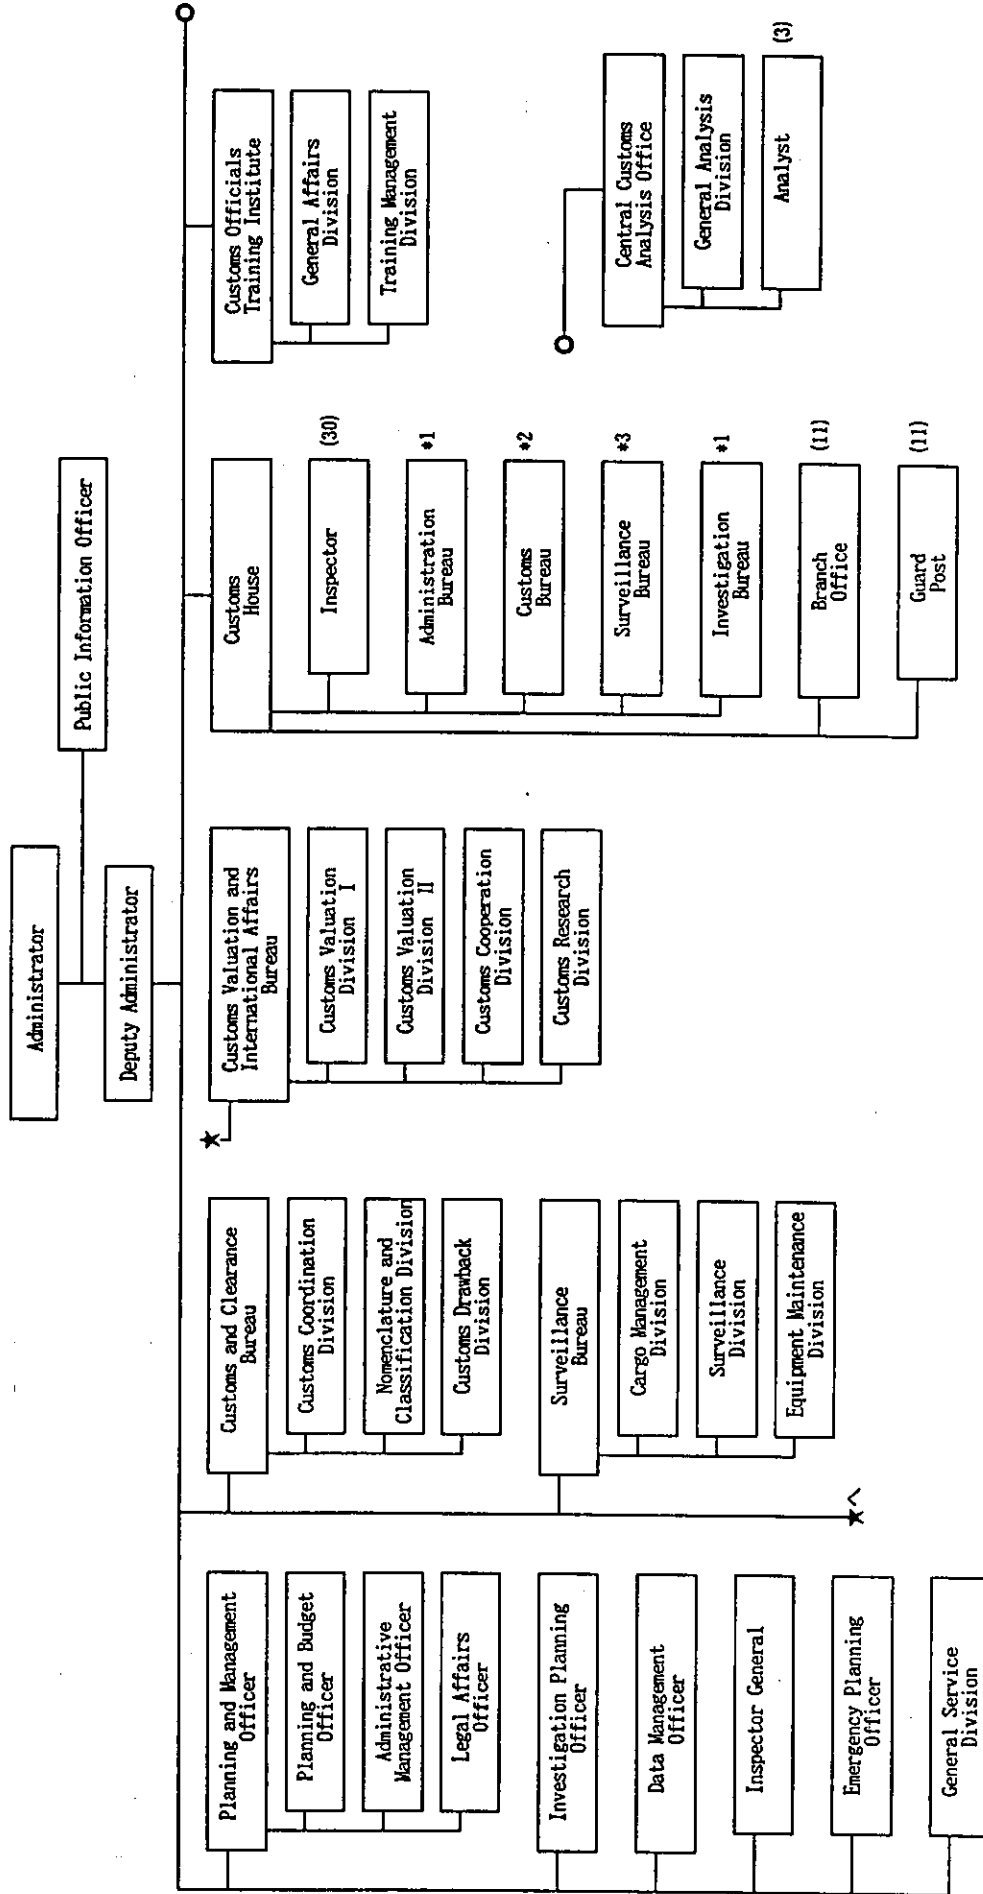 Administrator
Public Information Officer
Deputy Administrator
Planning and Management
Officer
Planning and Budget
Officer
Administrative
Management Officer
Legal Affairs
Officer
Investigation Planning
Officer
Data Management
Officer
Inspector General
Emergency Planning
Officer
General Service
Division
Customs and Clearance
Bureau
Customs Coordination
Division
Nomenclature and
Classification Division
Customs Drawback
Division
Surveillance
Bureau
Cargo Management
Division
Surveillance
Division
Equipment Maintenance
Division
Customs Valuation and
International Affairs
Bureau
Customs Valuation
Division I
Customs Valuation
Division II
Customs Cooperation
Division
Customs Research
Division
Customs
House
Inspector
(30)
Administration
Bureau
*1
Customs
Bureau
*2
Surveillance
Bureau
*3
Investigation
Bureau
*1
Branch
Office
(11)
Guard
Post
(11)
Customs Officials
Training Institute
General Affairs
Division
Training Management
Division
Central Customs
Analysis Office
General Analysis
Division
Analyst
(3)